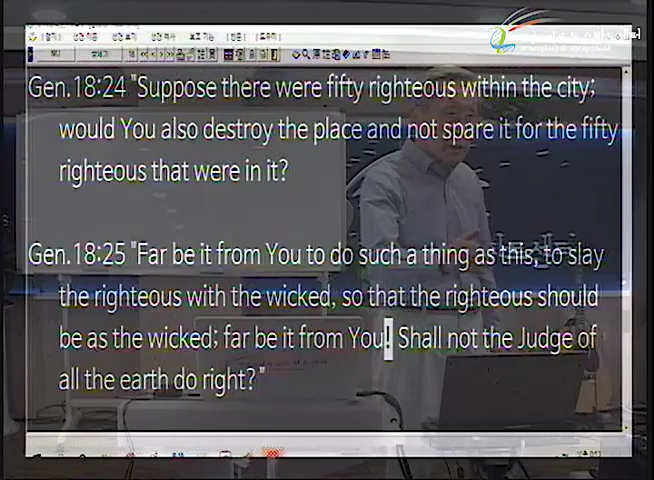 Gen.18:24 "Suppose there were fifty righteous within the city;
would You also destroy the place and not spare it for the fifty
righteous that were in it?
Gen.18:25 "Far be it from You to do such a thing as this, to slay
the righteous with the wicked, so that the righteous should
be as the wicked; far be it from You! Shall not the Judge of
all the earth do right?"